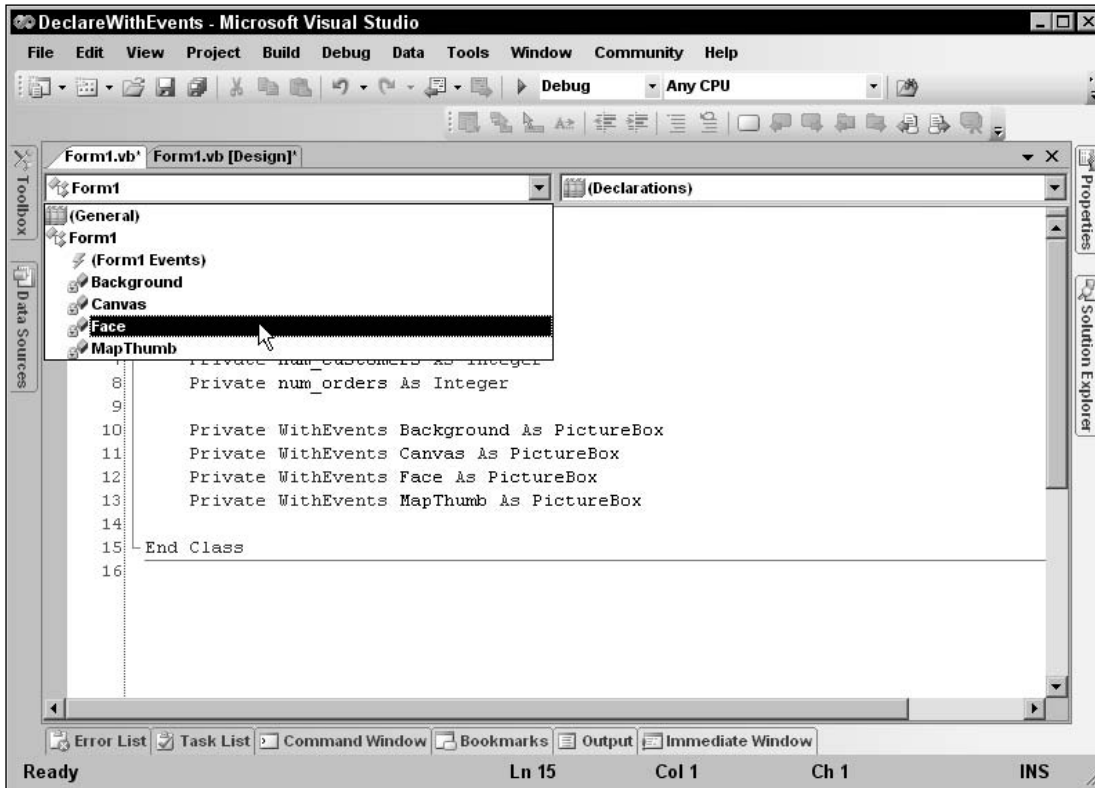 DeclareWithEvents - Microsoft Visual Studio
File Edit View Project Build Debug Data Tools Window Community Help
Debug Any CPU
Form1.vb* Form1.vb [Design]*
Form1 (Declarations)
(General)
Form1
(Form1 Events)
Background
Canvas
Face
MapThumb
Private num_customers As Integer
8 Private num_orders As Integer
9
10 Private WithEvents Background As PictureBox
11 Private WithEvents Canvas As PictureBox
12 Private WithEvents Face As PictureBox
13 Private WithEvents MapThumb As PictureBox
14
15 End Class
16
Toolbox
Data Sources
Properties
Solution Explorer
Error List Task List Command Window Bookmarks Output Immediate Window
Ready Ln 15 Col 1 Ch 1 INS